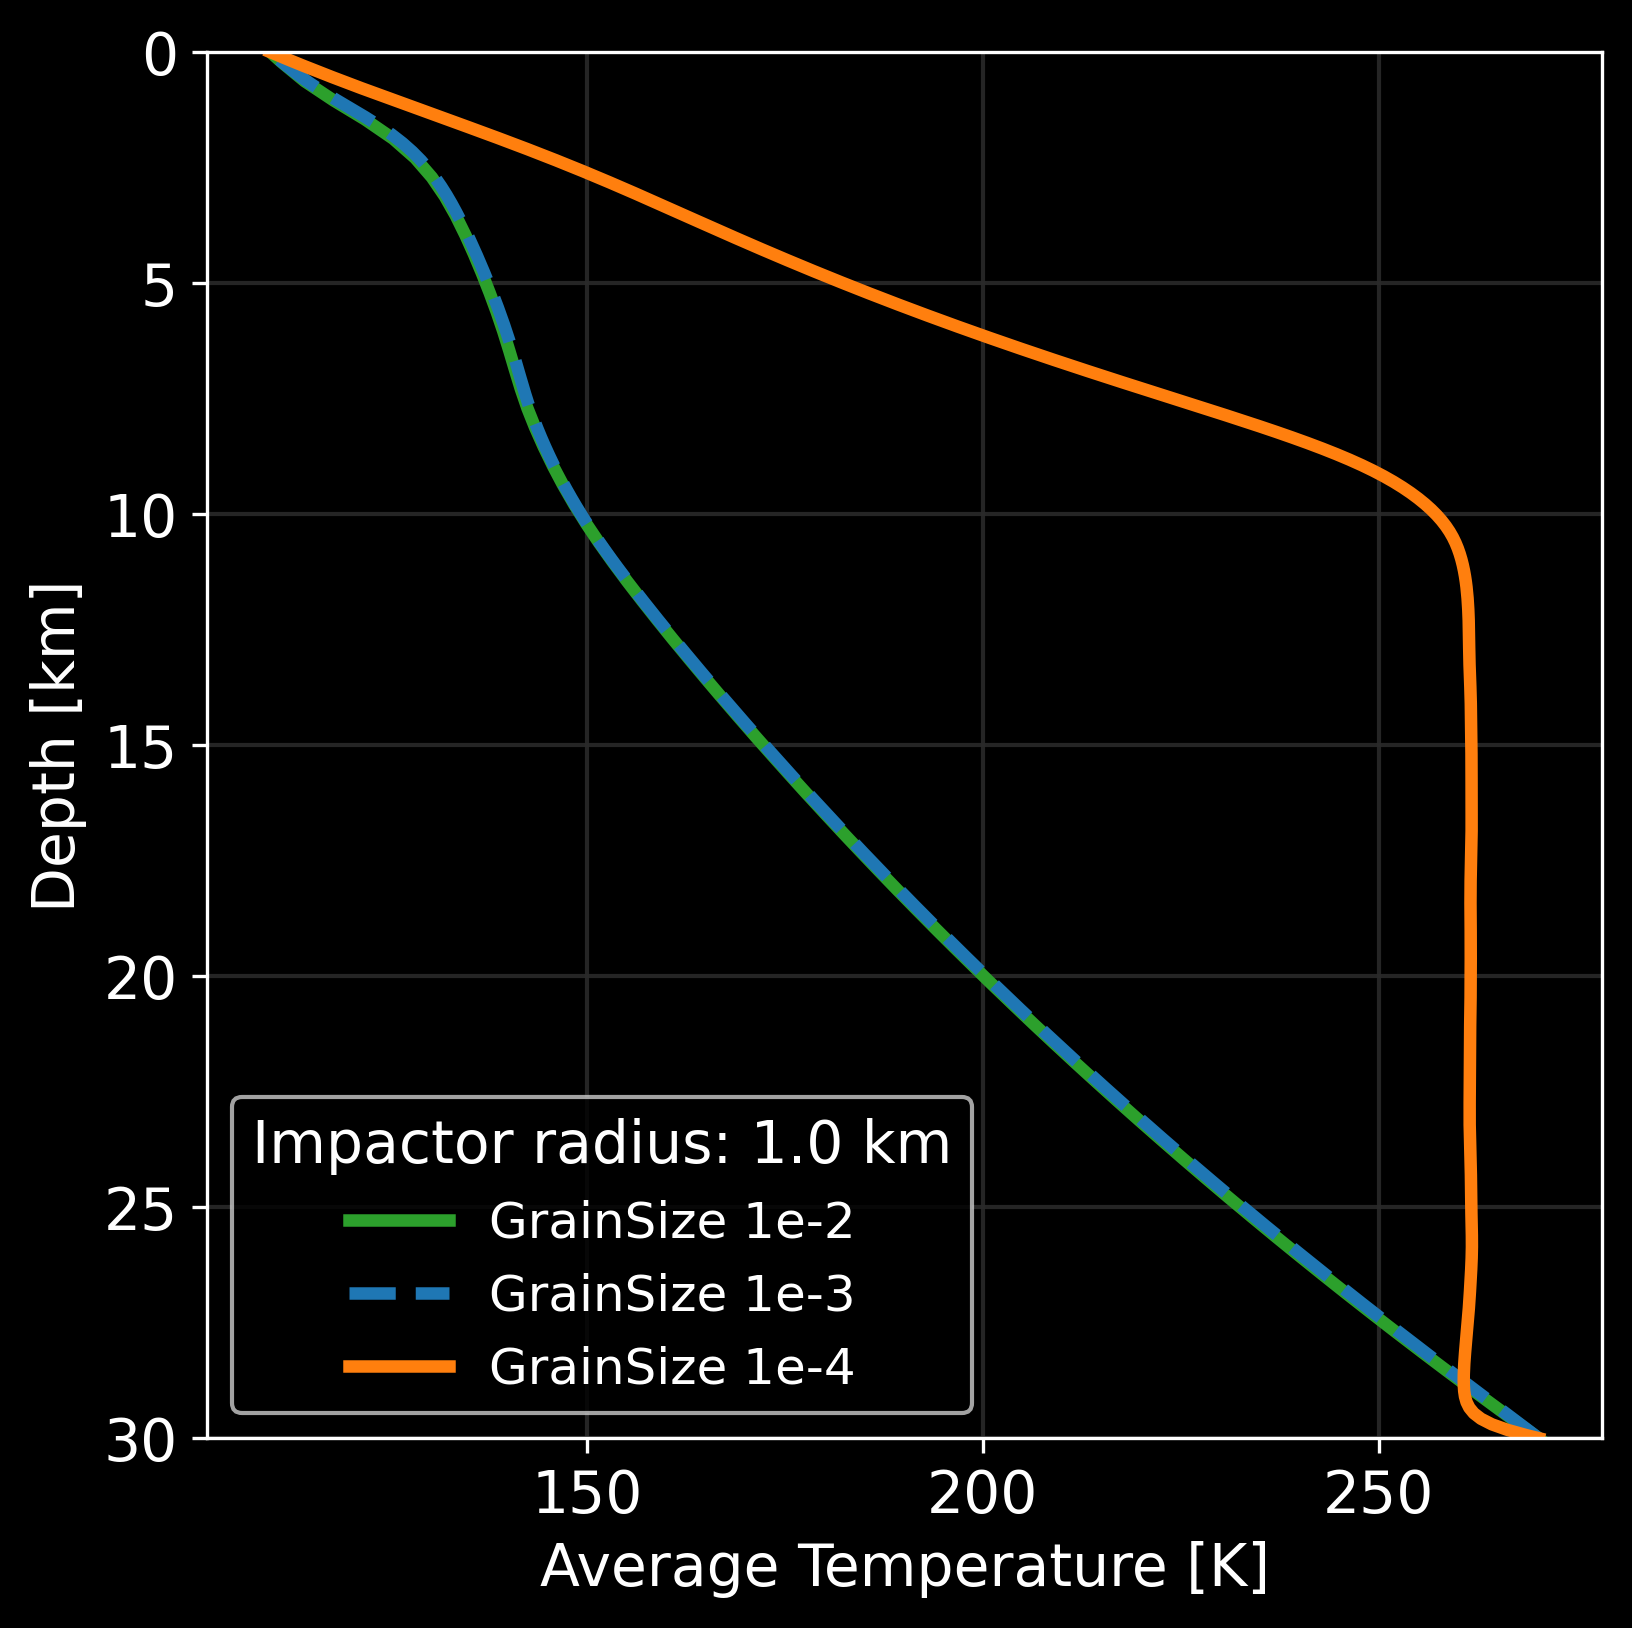 0
5
10
15
20
25
30
Depth [km]
Impactor radius: 1.0 km
GrainSize 1e-2
GrainSize 1e-3
GrainSize 1e-4
150
200
250
Average Temperature [K]